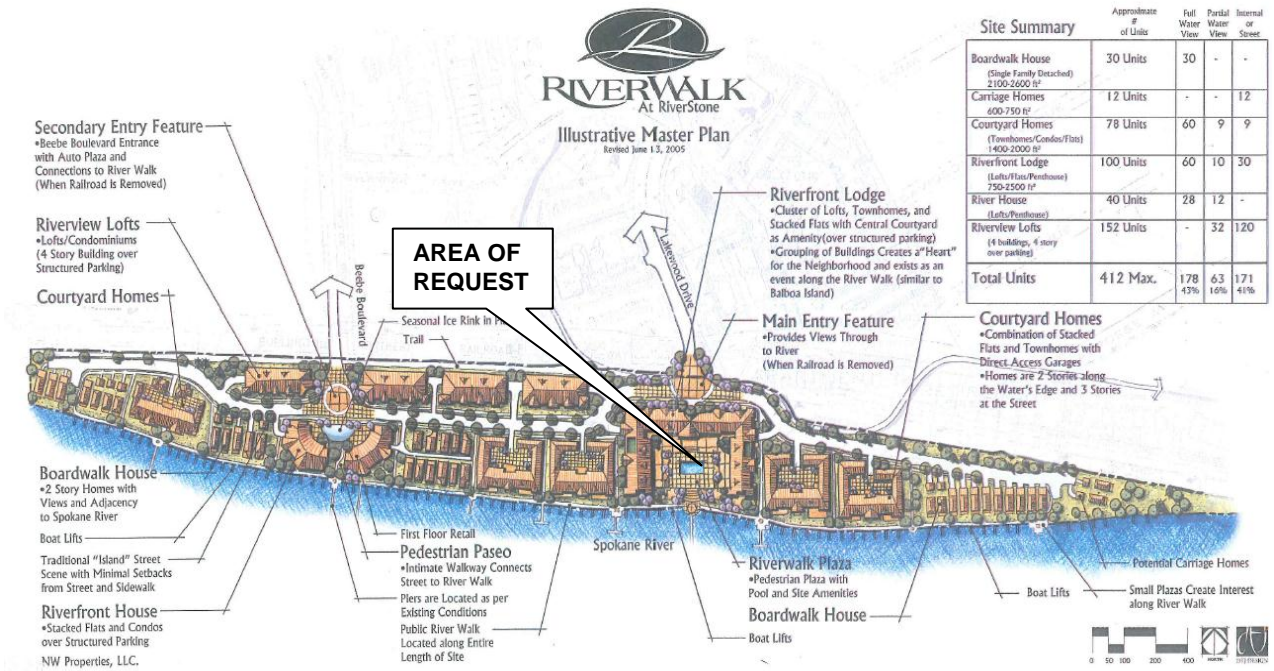 RIVERWALK
At RiverStone
Illustrative Master Plan
Revised June 13, 2005
Site Summary
Approximate
#
of Units
Full
Water
View
Partial
Water
View
Internal
or
Street
Boardwalk House 30 Units 30 - -
(Single Family Detached)
2100-2600 ft²
Carriage Homes 12 Units - - 12
600-750 ft²
Courtyard Homes 78 Units 60 9 9
(Townhomes/Condos/Flats)
1400-2000 ft²
Riverfront Lodge 100 Units 60 10 30
(Lofts/Flats/Penthouse)
750-2500 ft²
River House 40 Units 28 12 -
(Lofts/Penthouse)
Riverview Lofts 152 Units - 32 120
(4 buildings, 4 story
over parking)
Total Units 412 Max. 178 63 171
43% 16% 41%
Secondary Entry Feature
•Beebe Boulevard Entrance
with Auto Plaza and
Connections to River Walk
(When Railroad is Removed)
Riverview Lofts
•Lofts/Condominiums
(4 Story Building over
Structured Parking)
Courtyard Homes
Beebe Boulevard
AREA OF
REQUEST
Seasonal Ice Rink in
Trail
Lakewood Drive
Riverfront Lodge
•Cluster of Lofts, Townhomes, and
Stacked Flats with Central Courtyard
as Amenity(over structured parking)
•Grouping of Buildings Creates a"Heart"
for the Neighborhood and exists as an
event along the River Walk (similar to
Balboa Island)
Main Entry Feature
•Provides Views Through
to River
(When Railroad is Removed)
Courtyard Homes
•Combination of Stacked
Flats and Townhomes with
Direct Access Garages
•Homes are 2 Stories along
the Water's Edge and 3 Stories
at the Street
Boardwalk House
•2 Story Homes with
Views and Adjacency
to Spokane River
Boat Lifts
Traditional "Island" Street
Scene with Minimal Setbacks
from Street and Sidewalk
Riverfront House
•Stacked Flats and Condos
over Structured Parking
NW Properties, LLC.
First Floor Retail
Pedestrian Paseo
•Intimate Walkway Connects
Street to River Walk
Piers are Located as per
Existing Conditions
Public River Walk
Located along Entire
Length of Site
Spokane River
Riverwalk Plaza
•Pedestrian Plaza with
Pool and Site Amenities
Boardwalk House
Boat Lifts
Boat Lifts
Potential Carriage Homes
Small Plazas Create Interest
along River Walk
0 50 100 200 400